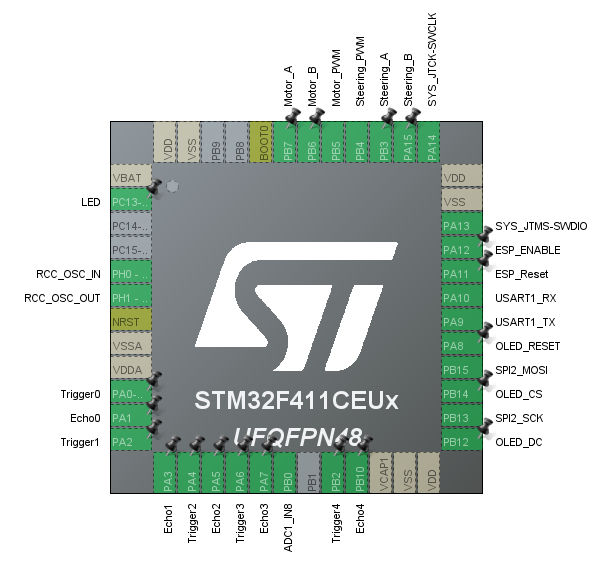 Motor_A
Motor_B
Motor_PWM
Steering_PWM
Steering_A
Steering_B
SYS_JTCK-SWCLK
VDD
VSS
PB9
PB8
BOOT0
PB7
PB6
PB5
PB4
PB3
PA15
PA14
VBAT
LED PC13-..
PC14-..
PC15-..
RCC_OSC_IN PH0 - ..
RCC_OSC_OUT PH1 - ..
NRST
VSSA
VDDA
Trigger0 PA0-..
Echo0 PA1
Trigger1 PA2
VDD
VSS
PA13 SYS_JTMS-SWDIO
PA12 ESP_ENABLE
PA11 ESP_Reset
PA10 USART1_RX
PA9 USART1_TX
PA8 OLED_RESET
PB15 SPI2_MOSI
PB14 OLED_CS
PB13 SPI2_SCK
PB12 OLED_DC
ST
STM32F411CEUx
UFQFPN48
PA3
PA4
PA5
PA6
PA7
PB0
PB1
PB2
PB10
VCAP1
VSS
VDD
Echo1
Trigger2
Echo2
Trigger3
Echo3
ADC1_IN8
Trigger4
Echo4